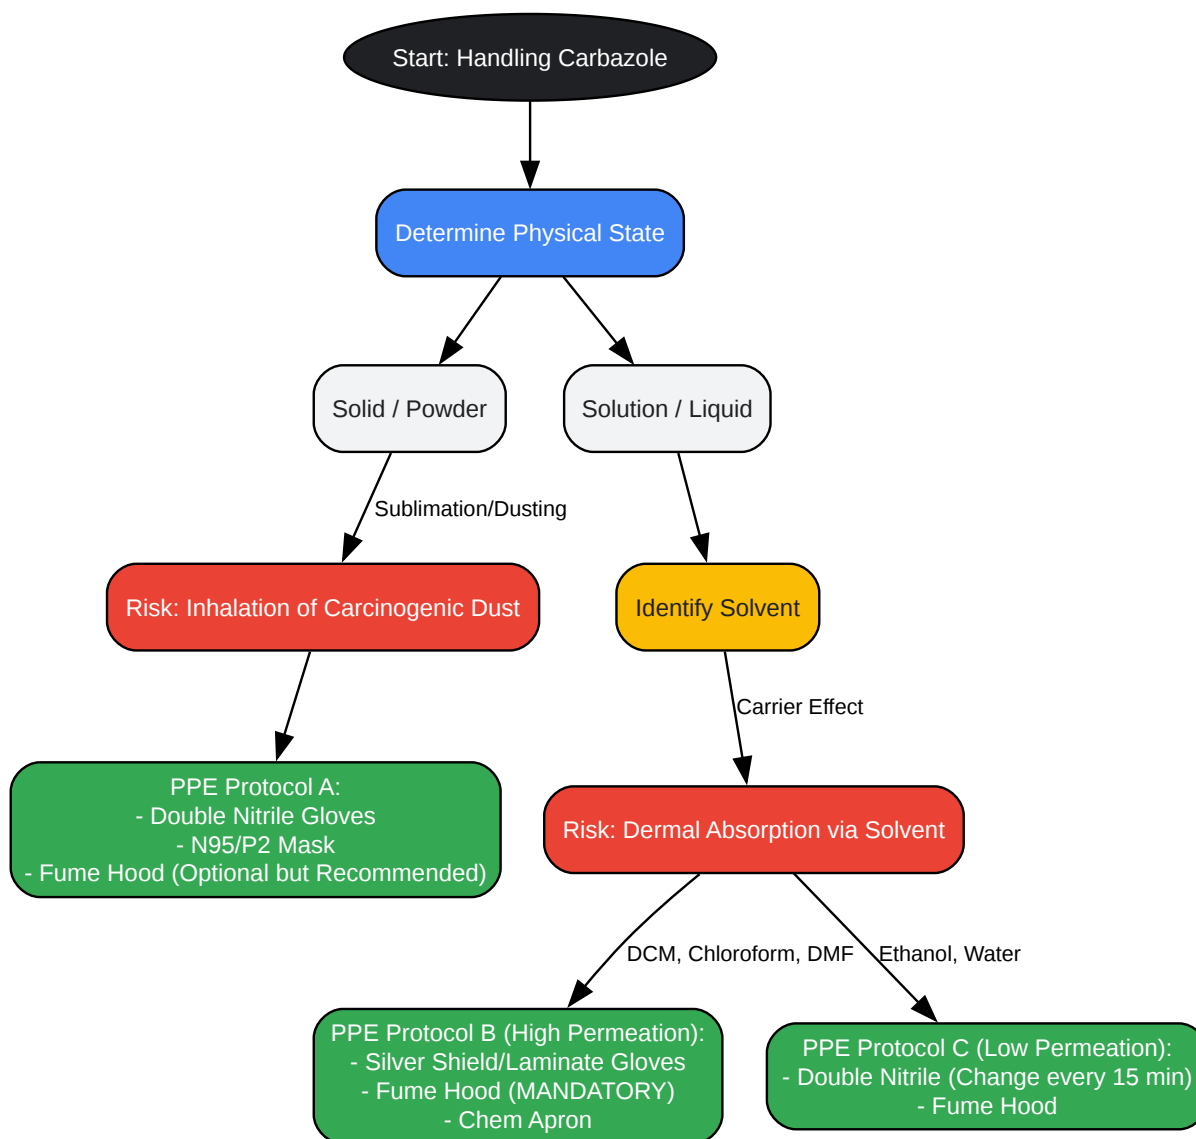 Start: Handling Carbazole
Determine Physical State
Solid / Powder
Solution / Liquid
Sublimation/Dusting
Risk: Inhalation of Carcinogenic Dust
Identify Solvent
Carrier Effect
PPE Protocol A:
- Double Nitrile Gloves
- N95/P2 Mask
- Fume Hood (Optional but Recommended)
Risk: Dermal Absorption via Solvent
DCM, Chloroform, DMF
Ethanol, Water
PPE Protocol B (High Permeation):
- Silver Shield/Laminate Gloves
- Fume Hood (MANDATORY)
- Chem Apron
PPE Protocol C (Low Permeation):
- Double Nitrile (Change every 15 min)
- Fume Hood